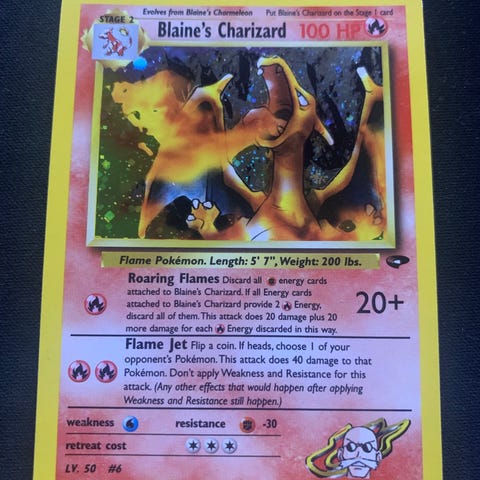 Evolves from Blaine's Charmeleon Put Blaine's Charizard on the Stage 1 card
STAGE 2
Blaine's Charizard 100 HP
Flame Pokémon. Length: 5' 7", Weight: 200 lbs.
Roaring Flames Discard all energy cards
attached to Blaine's Charizard. If all Energy cards
attached to Blaine's Charizard provide 2 Energy,
discard all of them. This attack does 20 damage plus 20
more damage for each Energy discarded in this way.
20+
Flame Jet Flip a coin. If heads, choose 1 of your
opponent's Pokémon. This attack does 40 damage to that
Pokémon. Don't apply Weakness and Resistance for this
attack. (Any other effects that would happen after applying
Weakness and Resistance still happen.)
weakness resistance -30
retreat cost
LV. 50 #6